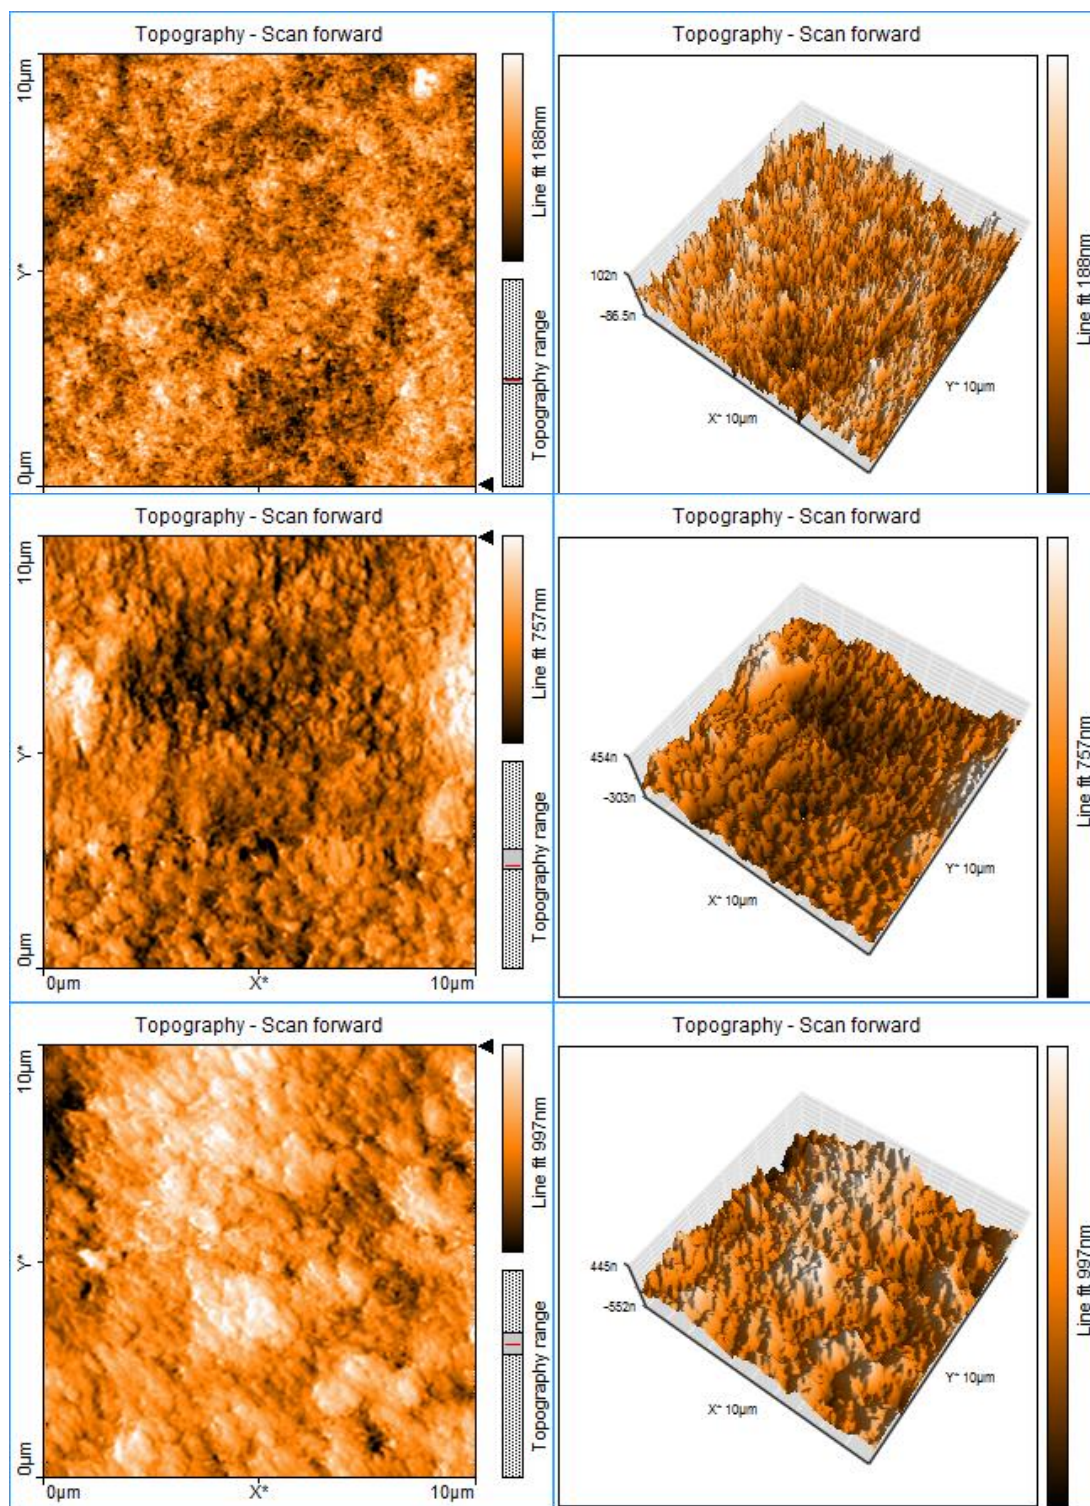 Topography - Scan forward
10µm
Y*
0µm
Line fit 188nm
Topography range
Topography - Scan forward
102n
-86.5n
X* 10µm
Y* 10µm
Line fit 188nm
Topography - Scan forward
10µm
Y*
0µm
0µm X* 10µm
Line fit 757nm
Topography range
Topography - Scan forward
454n
-303n
X* 10µm
Y* 10µm
Line fit 757nm
Topography - Scan forward
10µm
Y*
0µm
0µm X* 10µm
Line fit 997nm
Topography range
Topography - Scan forward
445n
-552n
X* 10µm
Y* 10µm
Line fit 997nm